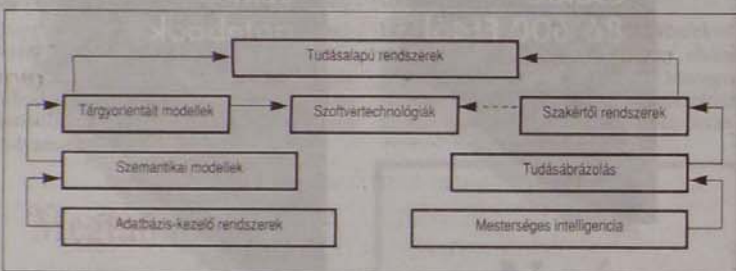 Tudásalapú rendszerek
Tárgyorientált modellek
Szoftvertechnológiák
Szakértői rendszerek
Szemantikai modellek
Tudásábrázolás
Adatbázis-kezelő rendszerek
Mesterséges intelligencia